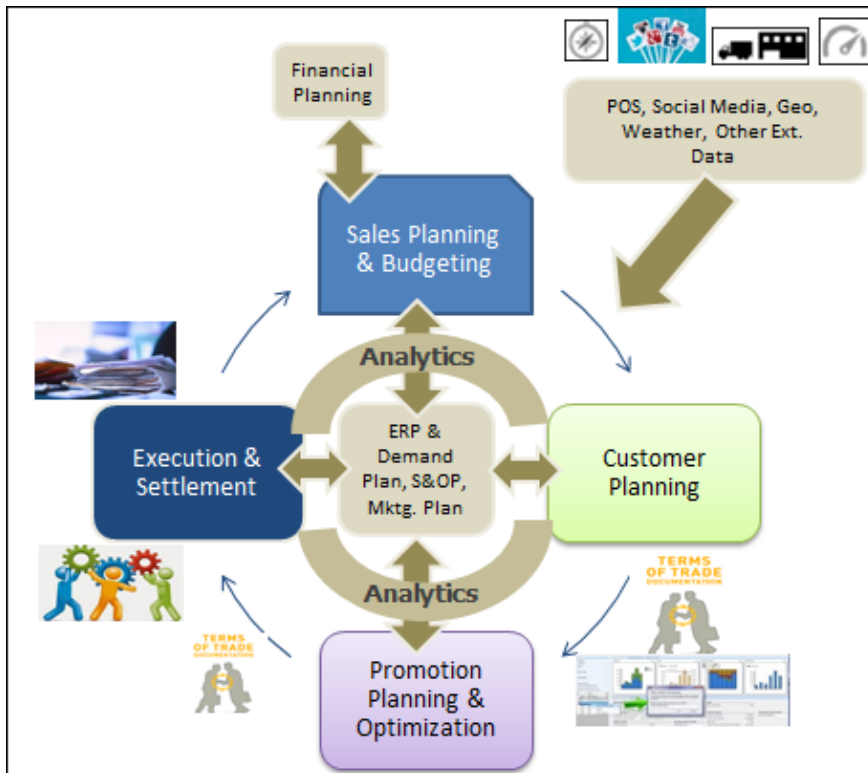 Financial
Planning
POS, Social Media, Geo,
Weather, Other Ext.
Data
Sales Planning
& Budgeting
Analytics
Execution &
Settlement
ERP &
Demand
Plan, S&OP,
Mktg. Plan
Customer
Planning
Analytics
TERMS
OF TRADE
DOCUMENTATION
TERMS
OF TRADE
DOCUMENTATION
Promotion
Planning &
Optimization